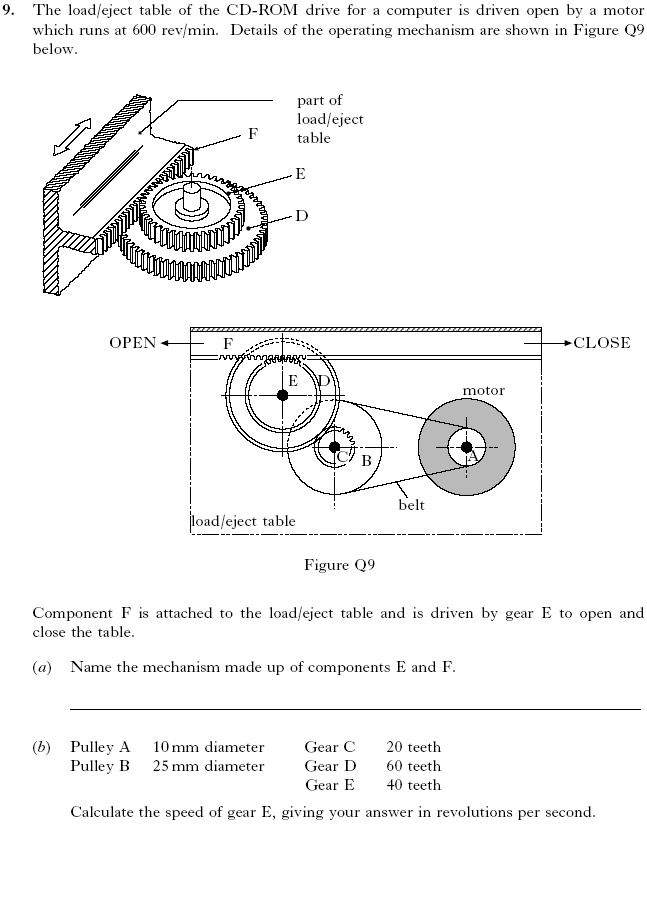 9. The load/eject table of the CD-ROM drive for a computer is driven open by a motor
which runs at 600 rev/min. Details of the operating mechanism are shown in Figure Q9
below.
part of
load/eject
table
F
E
D
OPEN
F
CLOSE
E
D
motor
C
B
A
belt
load/eject table
Figure Q9
Component F is attached to the load/eject table and is driven by gear E to open and
close the table.
(a) Name the mechanism made up of components E and F.
(b) Pulley A 10 mm diameter Gear C 20 teeth
Pulley B 25 mm diameter Gear D 60 teeth
Gear E 40 teeth
Calculate the speed of gear E, giving your answer in revolutions per second.